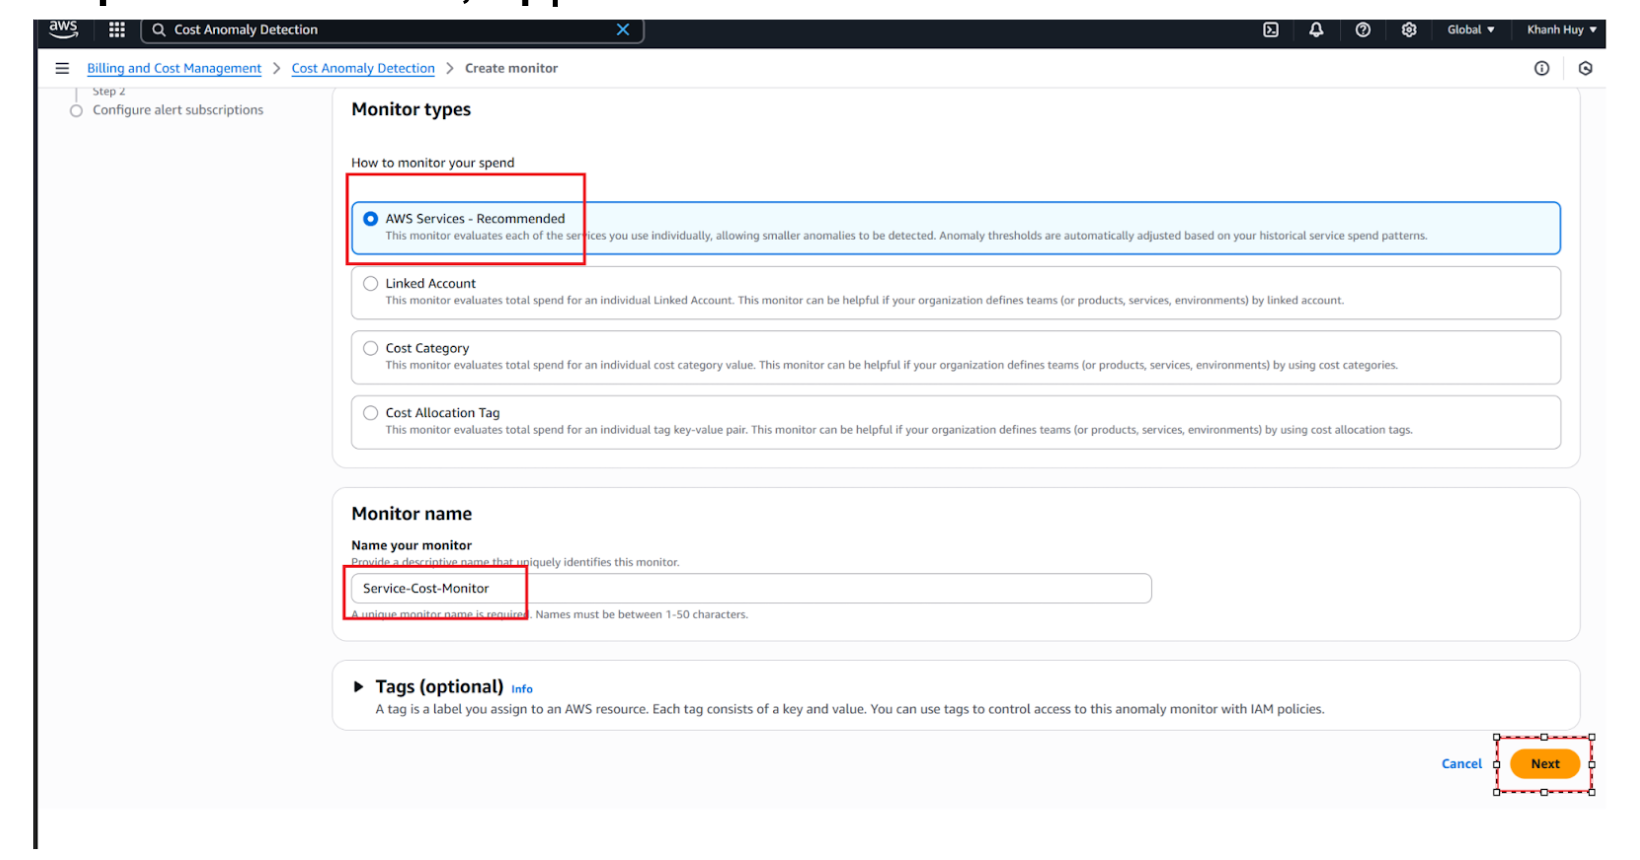 aws
Cost Anomaly Detection
Global
Khanh Huy
Billing and Cost Management > Cost Anomaly Detection > Create monitor
Step 2
Configure alert subscriptions
Monitor types
How to monitor your spend
AWS Services - Recommended
This monitor evaluates each of the services you use individually, allowing smaller anomalies to be detected. Anomaly thresholds are automatically adjusted based on your historical service spend patterns.
Linked Account
This monitor evaluates total spend for an individual Linked Account. This monitor can be helpful if your organization defines teams (or products, services, environments) by linked account.
Cost Category
This monitor evaluates total spend for an individual cost category value. This monitor can be helpful if your organization defines teams (or products, services, environments) by using cost categories.
Cost Allocation Tag
This monitor evaluates total spend for an individual tag key-value pair. This monitor can be helpful if your organization defines teams (or products, services, environments) by using cost allocation tags.
Monitor name
Name your monitor
Provide a descriptive name that uniquely identifies this monitor.
Service-Cost-Monitor
A unique monitor name is required. Names must be between 1-50 characters.
Tags (optional) Info
A tag is a label you assign to an AWS resource. Each tag consists of a key and value. You can use tags to control access to this anomaly monitor with IAM policies.
Cancel
Next